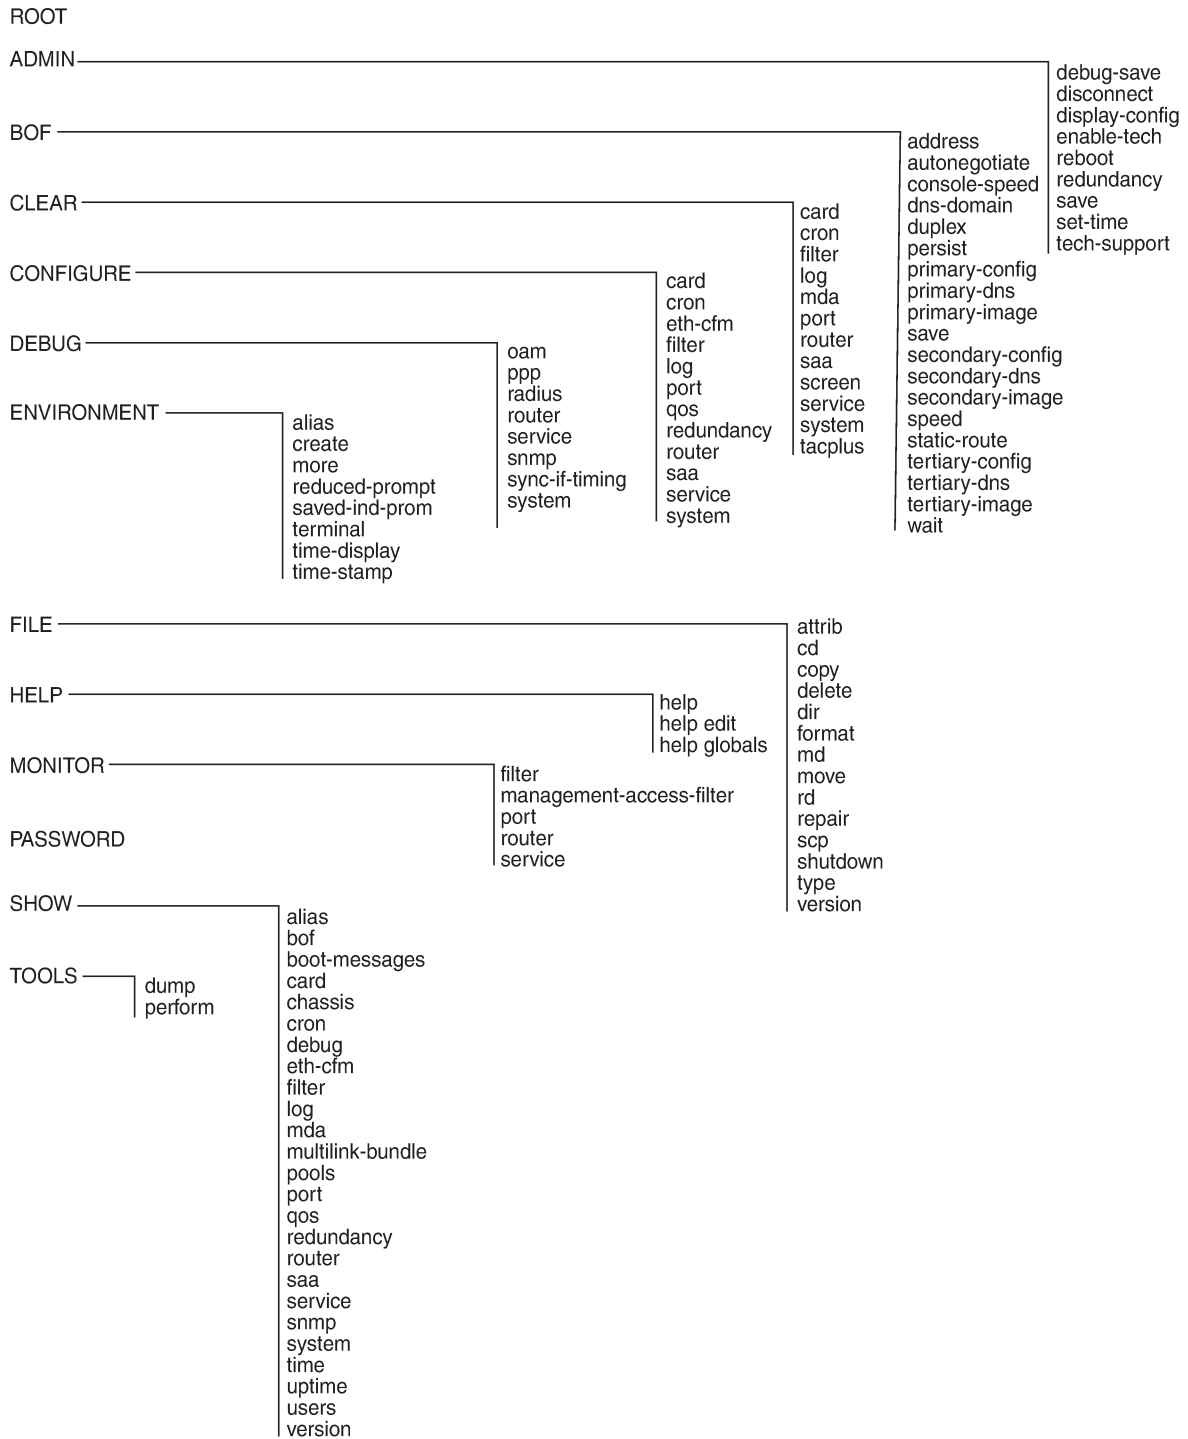 ROOT
ADMIN
debug-save
disconnect
display-config
enable-tech
reboot
redundancy
save
set-time
tech-support
BOF
address
autonegotiate
console-speed
dns-domain
duplex
persist
primary-config
primary-dns
primary-image
save
secondary-config
secondary-dns
secondary-image
speed
static-route
tertiary-config
tertiary-dns
tertiary-image
wait
CLEAR
card
cron
filter
log
mda
port
router
saa
screen
service
system
tacplus
CONFIGURE
card
cron
eth-cfm
filter
log
port
qos
redundancy
router
saa
service
system
DEBUG
oam
ppp
radius
router
service
snmp
sync-if-timing
system
ENVIRONMENT
alias
create
more
reduced-prompt
saved-ind-prom
terminal
time-display
time-stamp
FILE
attrib
cd
copy
delete
dir
format
md
move
rd
repair
scp
shutdown
type
version
HELP
help
help edit
help globals
MONITOR
filter
management-access-filter
port
router
service
PASSWORD
SHOW
alias
bof
boot-messages
card
chassis
cron
debug
eth-cfm
filter
log
mda
multilink-bundle
pools
port
qos
redundancy
router
saa
service
snmp
system
time
uptime
users
version
TOOLS
dump
perform